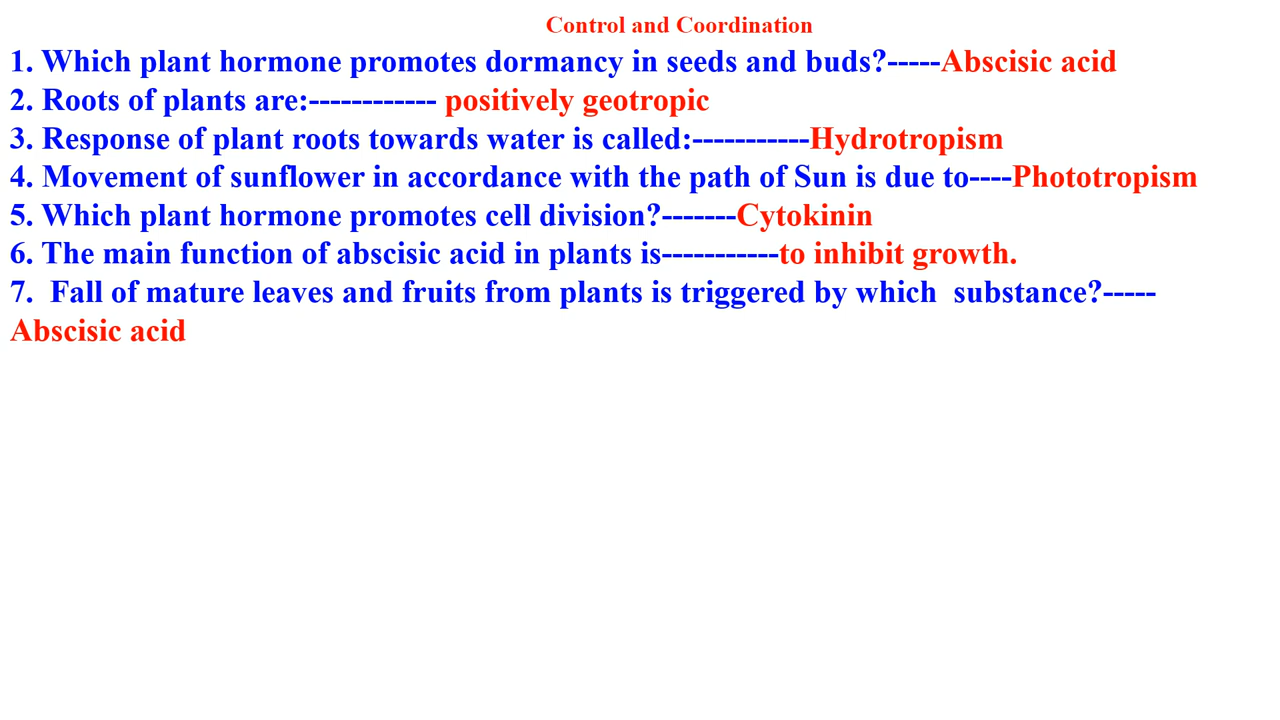 Control and Coordination
1. Which plant hormone promotes dormancy in seeds and buds?-----Abscisic acid
2. Roots of plants are:------------ positively geotropic
3. Response of plant roots towards water is called:-----------Hydrotropism
4. Movement of sunflower in accordance with the path of Sun is due to----Phototropism
5. Which plant hormone promotes cell division?-------Cytokinin
6. The main function of abscisic acid in plants is-----------to inhibit growth.
7.  Fall of mature leaves and fruits from plants is triggered by which  substance?-----
Abscisic acid